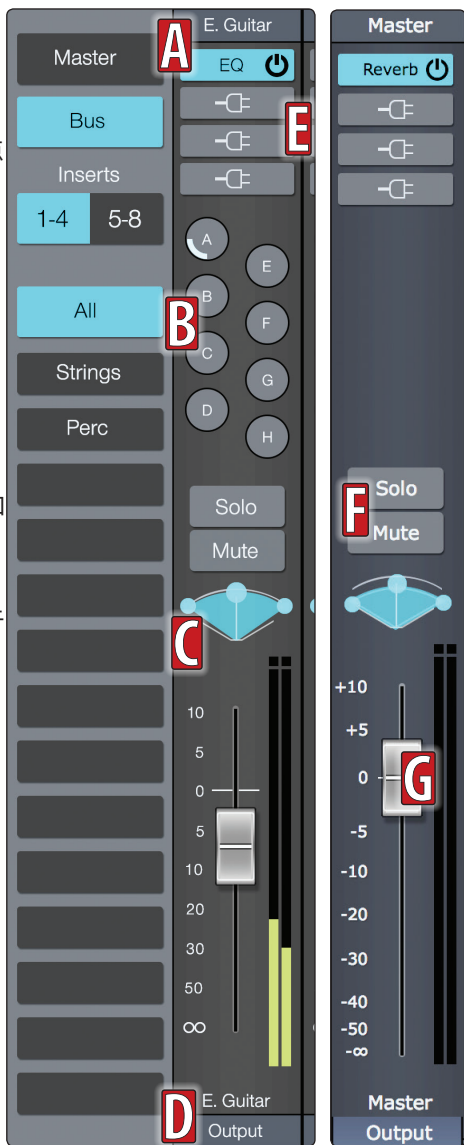 Master
Bus
Inserts
1-4 5-8
All
Strings
Perc
A
E. Guitar
EQ
E
A
B
C
D
E
F
G
H
B
Solo
Mute
C
10
5
0
5
10
20
30
50
∞
D
E. Guitar
Output
Master
Reverb
F
Solo
Mute
+10
+5
0
-5
-10
-20
-30
-40
-50
-∞
G
Master
Output